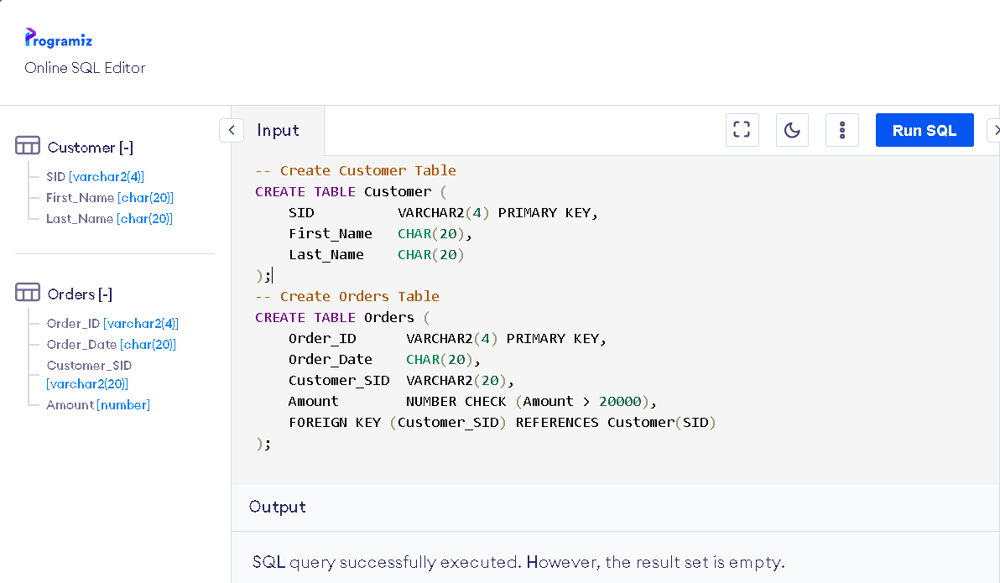 Programiz
Online SQL Editor
Customer [-]
SID [varchar2(4)]
First_Name [char(20)]
Last_Name [char(20)]
Orders [-]
Order_ID [varchar2(4)]
Order_Date [char(20)]
Customer_SID
[varchar2(20)]
Amount [number]
Input
Run SQL
-- Create Customer Table
CREATE TABLE Customer (
    SID          VARCHAR2(4) PRIMARY KEY,
    First_Name   CHAR(20),
    Last_Name    CHAR(20)
);
-- Create Orders Table
CREATE TABLE Orders (
    Order_ID      VARCHAR2(4) PRIMARY KEY,
    Order_Date    CHAR(20),
    Customer_SID  VARCHAR2(20),
    Amount        NUMBER CHECK (Amount > 20000),
    FOREIGN KEY (Customer_SID) REFERENCES Customer(SID)
);
Output
SQL query successfully executed. However, the result set is empty.